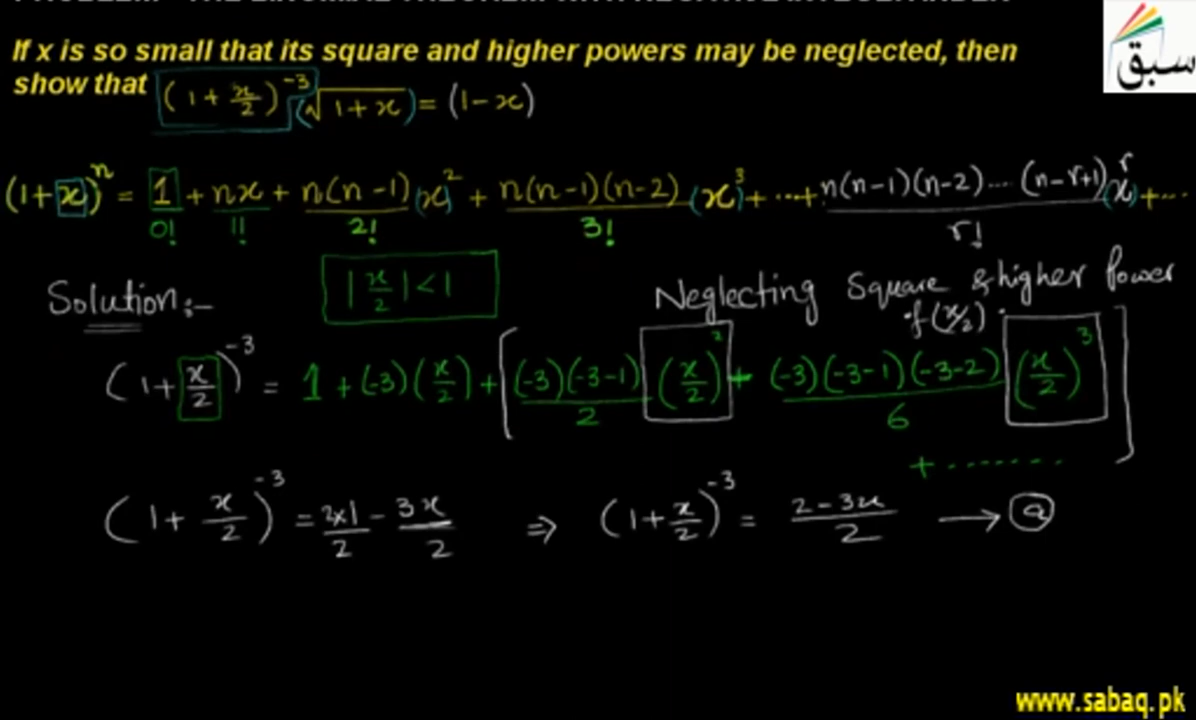 If x is so small that its square and higher powers may be neglected, then
show that (1 + x/2)^-3 (√1+x) = (1-x)
سبق
(1+x)^n = 1/0! + nx/1! + n(n-1)/2! (x)^2 + n(n-1)(n-2)/3! (x)^3 + ....+ n(n-1)(n-2)... (n-r+1)/r! (x)^r + ....
Solution:-
|x/2| < 1
Neglecting Square & higher Power
of (x/2).
(1+x/2)^-3 = 1 + (-3)(x/2) + [(-3)(-3-1)/2 (x/2)^2 + (-3)(-3-1)(-3-2)/6 (x/2)^3
+ ........]
(1+ x/2)^-3 = 2x1/2 - 3x/2 ⇒ (1+x/2)^-3 = 2-3x/2 → a
www.sabaq.pk